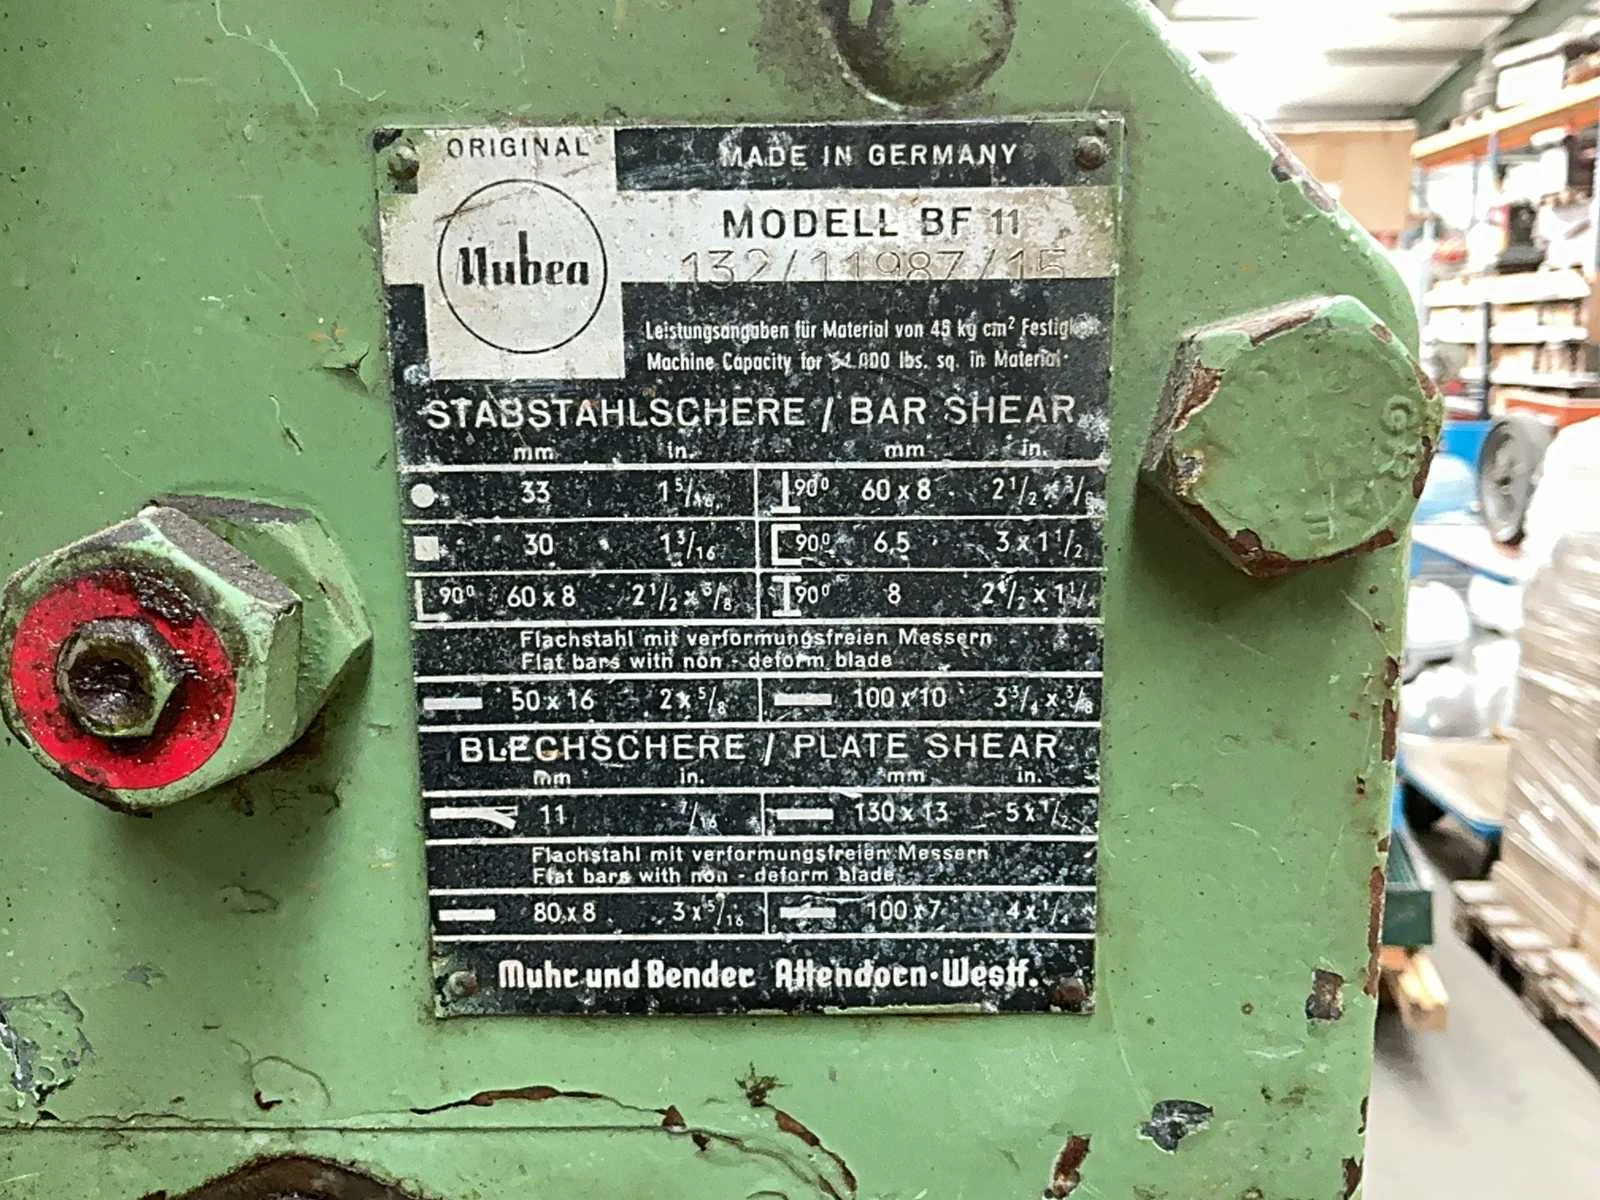 ORIGINAL
MADE IN GERMANY
Mubea
MODELL BF 11
132/11987/15
Leistungsangaben für Material von 45 kg cm² Festigkeit
Machine Capacity for 64.000 lbs. sq. in Material
STABSTAHLSCHERE / BAR SHEAR
mm in. mm in.
33 1 5/16 90° 60 x 8 2 1/2 x 3/8
30 1 3/16 90° 6,5 3 x 1 1/2
90° 60 x 8 2 1/2 x 3/8 90° 8 2 1/2 x 1 1/
Flachstahl mit verformungsfreien Messern
Flat bars with non - deform blade
50 x 16 2 x 5/8 100 x 10 3 3/4 x 3/8
BLECHSCHERE / PLATE SHEAR
mm in. mm in.
11 7/16 130 x 13 5 x 1/2
Flachstahl mit verformungsfreien Messern
Flat bars with non - deform blade
80 x 8 3 x 5/16 100 x 7 4 x 1/4
Muhr und Bender Attendorn-Westf.